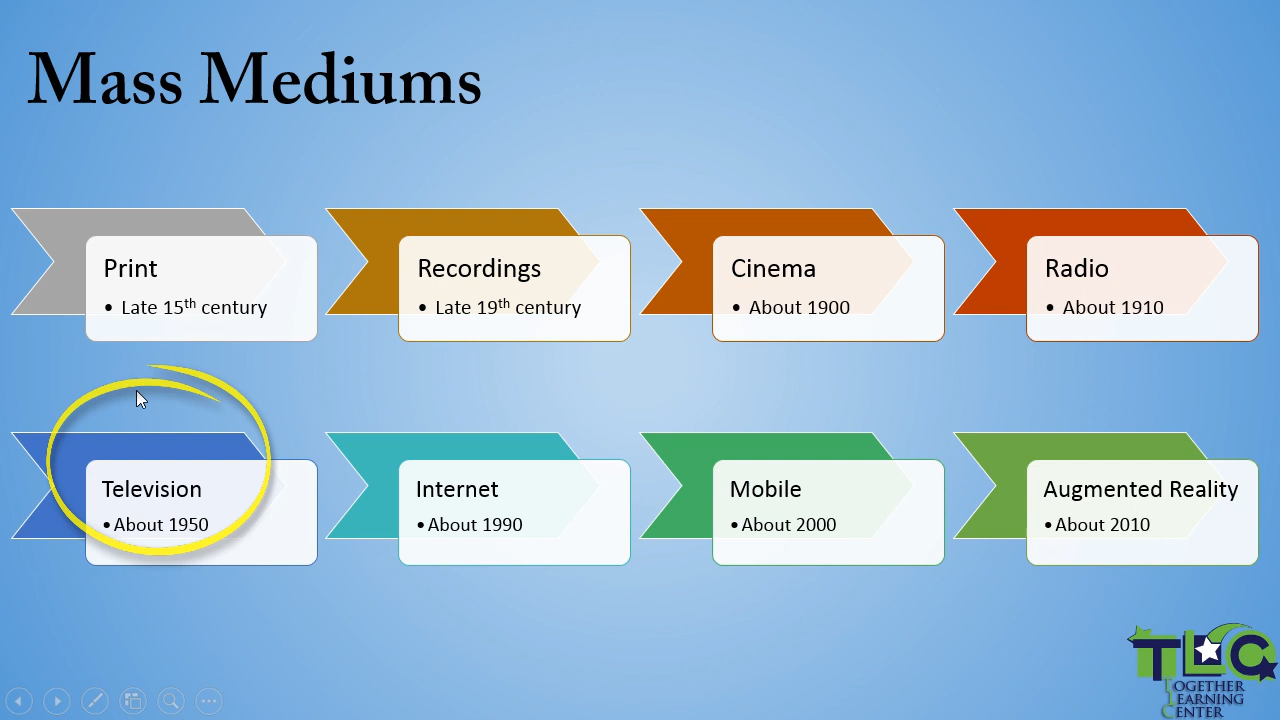 Mass Mediums
Print
• Late 15th century
Recordings
• Late 19th century
Cinema
• About 1900
Radio
• About 1910
Television
•About 1950
Internet
•About 1990
Mobile
•About 2000
Augmented Reality
•About 2010
TLC
TOGETHER
LEARNING
CENTER